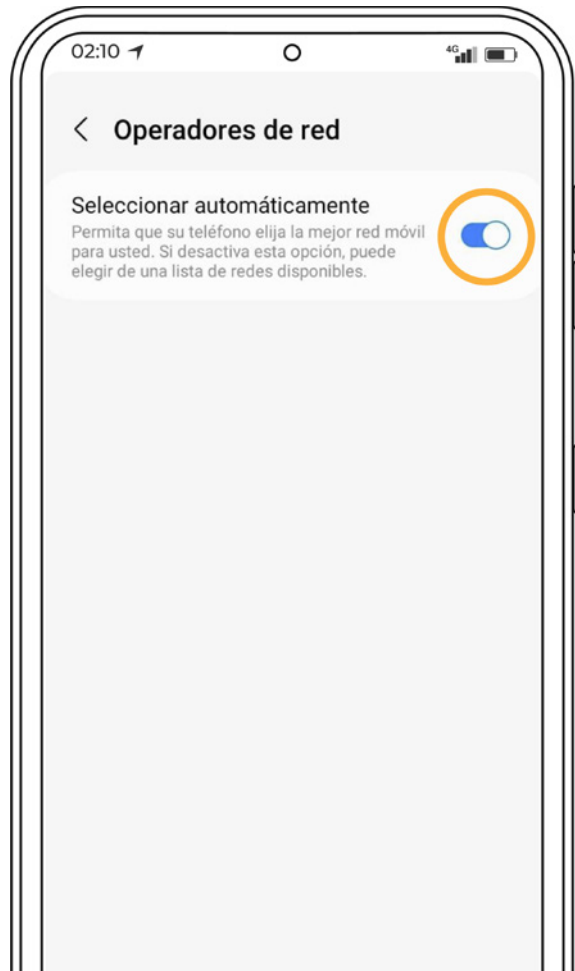 02:10
4G
Operadores de red
Seleccionar automáticamente
Permita que su teléfono elija la mejor red móvil
para usted. Si desactiva esta opción, puede
elegir de una lista de redes disponibles.